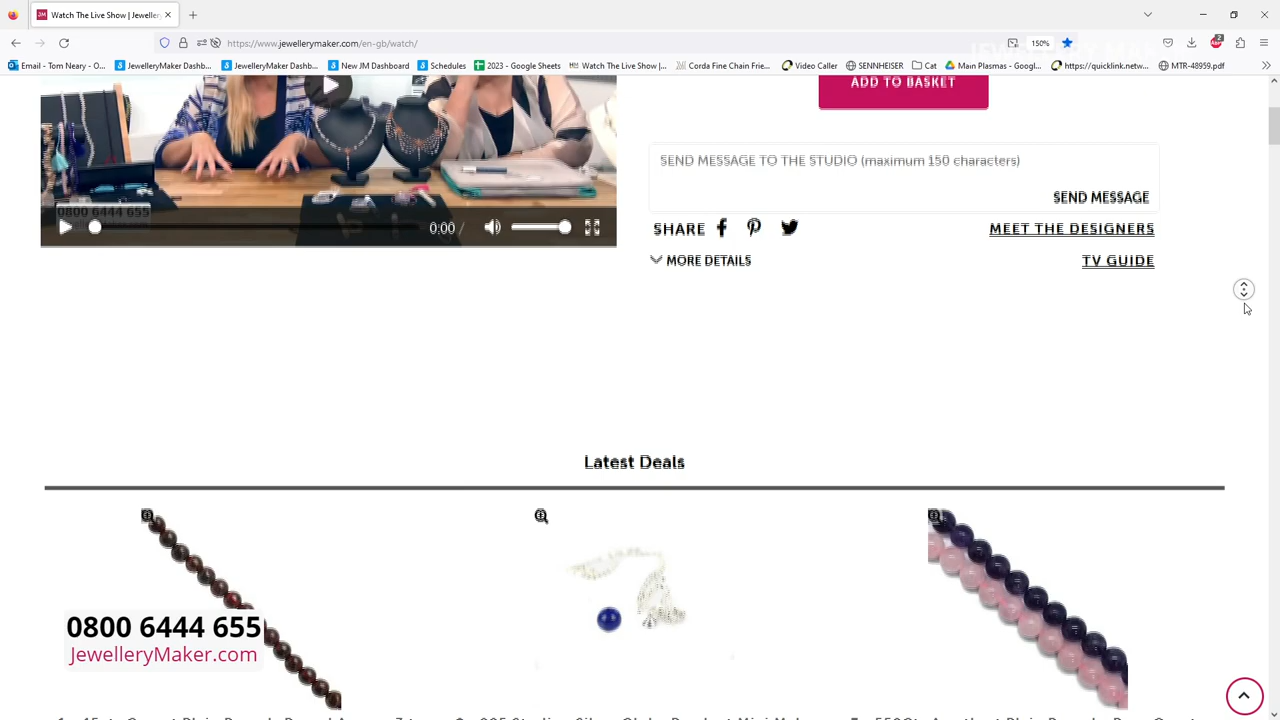 Watch The Live Show | Jeweller
https://www.jewellerymaker.com/en-gb/watch/
150%
Email - Tom Neary - O...
JewelleryMaker Dashb...
JewelleryMaker Dashb...
New JM Dashboard
Schedules
2023 - Google Sheets
Watch The Live Show |...
Corda Fine Chain Frie...
Video Caller
SENNHEISER
Cat
Main Plasmas - Googl...
https://quicklink.netw...
MTR-48959.pdf
ADD TO BASKET
SEND MESSAGE TO THE STUDIO (maximum 150 characters)
SEND MESSAGE
0800 6444 655
0:00 /
SHARE
MEET THE DESIGNERS
MORE DETAILS
TV GUIDE
Latest Deals
0800 6444 655
JewelleryMaker.com